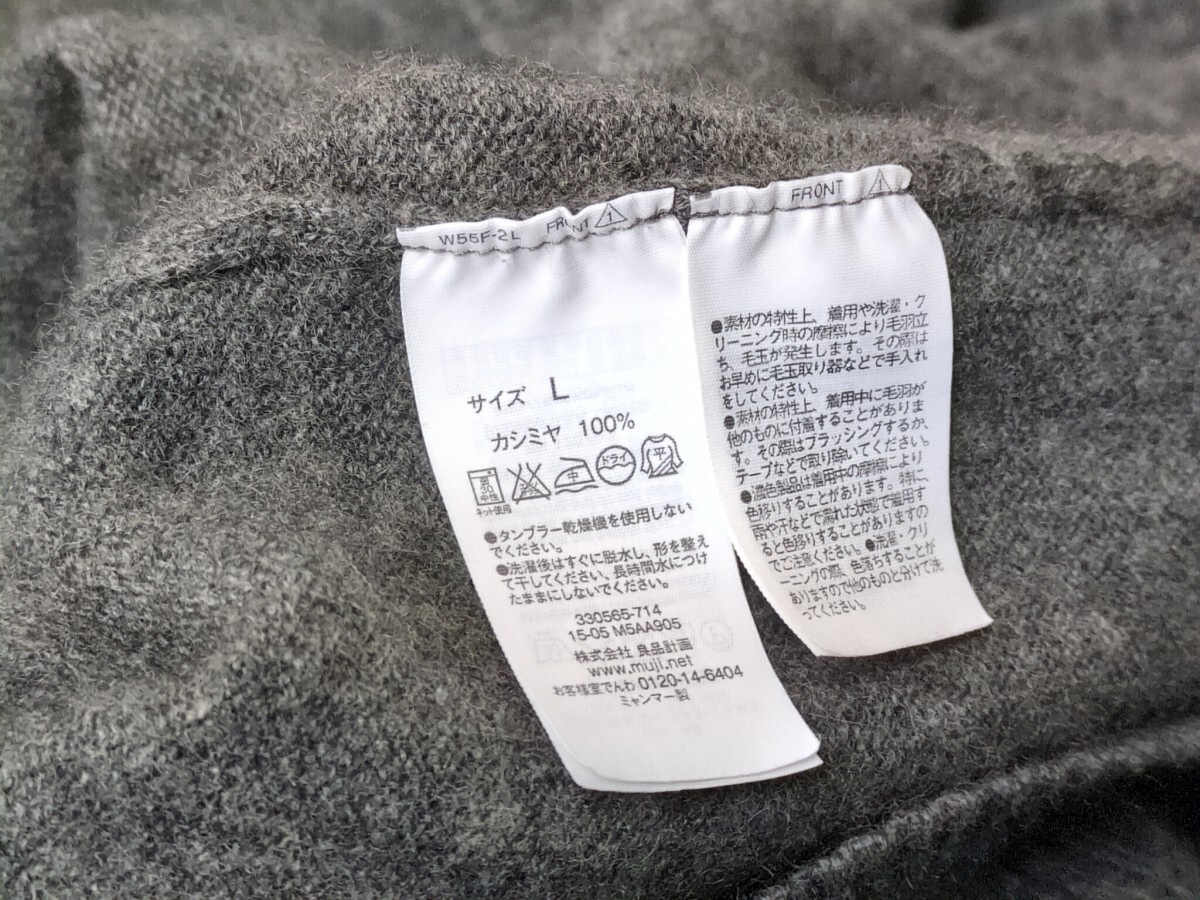 W55F-2L FRONT 1
サイズ L
カシミヤ 100%
中性
ネット使用
中
ドライ
平
●タンブラー乾燥機を使用しない
でください。
●洗濯後はすぐに脱水し、形を整え
て干してください、長時間水につけ
たままにしないでください。
330565-714
15-05 M5AA905
株式会社 良品計画
www.muji.net
お客様室でんわ 0120-14-6404
ミャンマー製
FRONT 1
●素材の特性上、着用や洗濯・ク
リーニング時の摩擦により毛羽立
ち、毛玉が発生します。その際は
お早めに毛玉取り器などで手入れ
をしてください。
●素材の特性上、着用中に毛羽が
他のものに付着することがありま
す。その際はブラッシングするか、
テープなどで取り除いてください。
●濃色製品は着用中の摩擦により
色移りすることがあります。特に、
雨や汗などで濡れた状態で着用す
ると色移りすることがありますの
でご注意ください。●洗濯・クリ
ーニングの際、色落ちすることが
ありますので他のものと分けて洗
ってください。